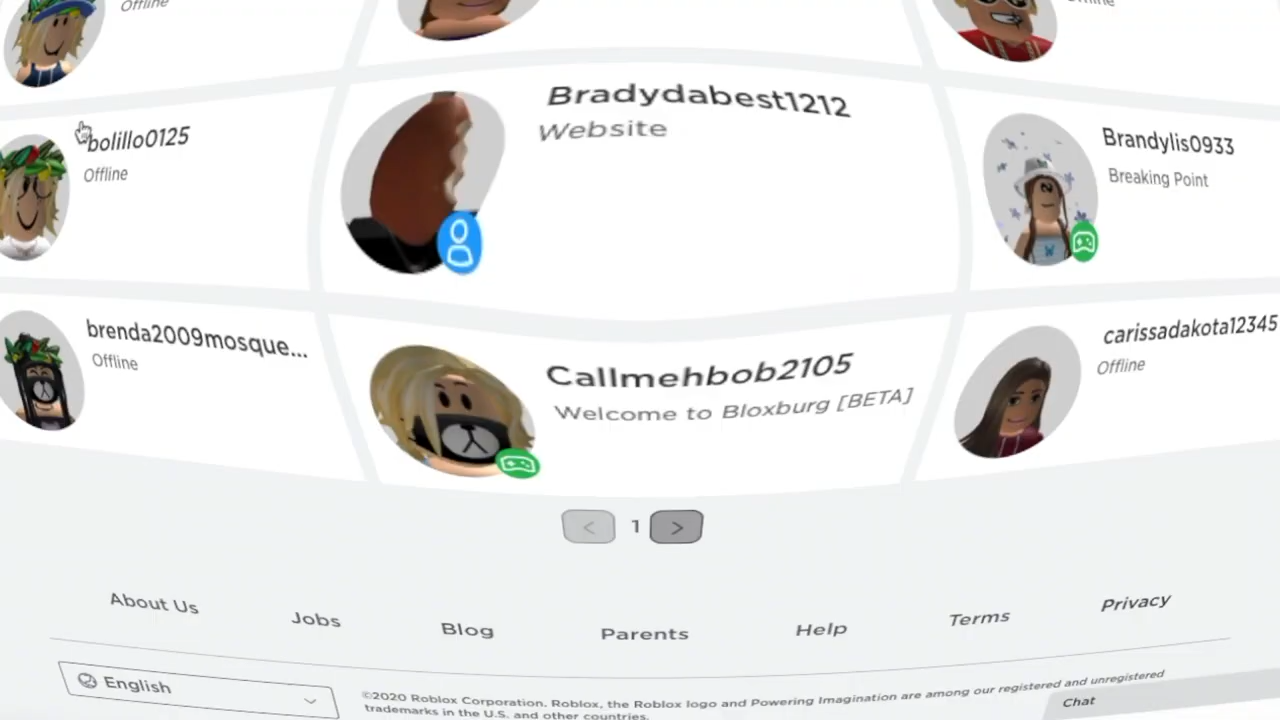 Offline
Bradydabest1212
Website
bolillo0125
Offline
Brandylis0933
Breaking Point
brenda2009mosque...
Offline
Callmehbob2105
Welcome to Bloxburg [BETA]
carissadakota12345
Offline
< 1 >
About Us Jobs Blog Parents Help Terms Privacy
English
©2020 Roblox Corporation. Roblox, the Roblox logo and Powering Imagination are among our registered and unregistered
trademarks in the U.S. and other countries.
Chat